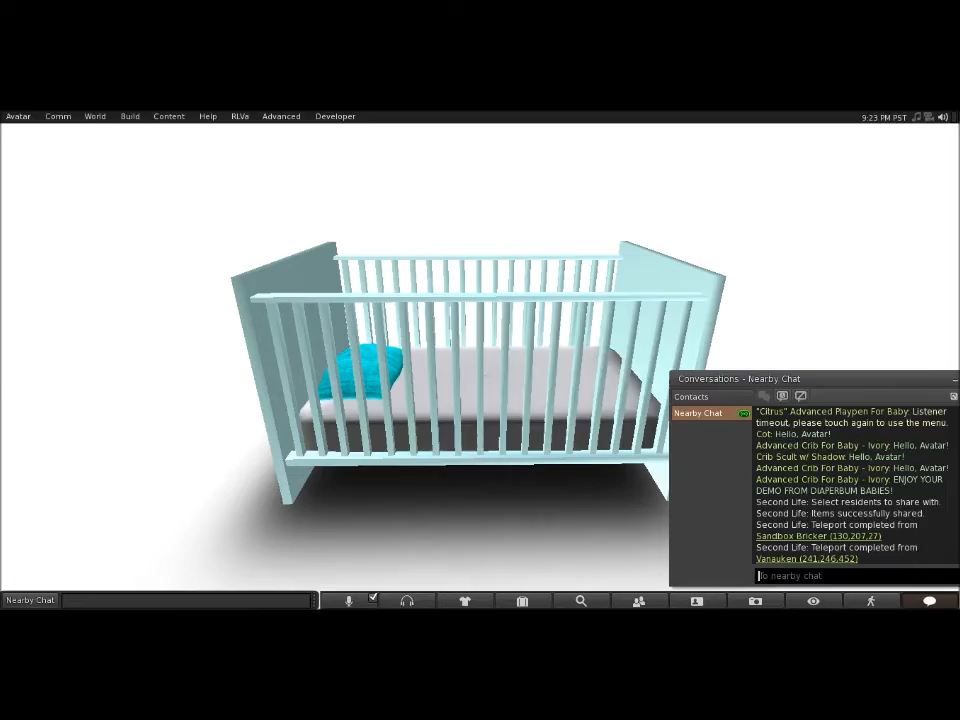 Avatar Comm World Build Content Help RLVa Advanced Developer 9:23 PM PST
Conversations - Nearby Chat
Contacts
Nearby Chat
"Citrus" Advanced Playpen For Baby: Listener
timeout, please touch again to use the menu.
Cot: Hello, Avatar!
Advanced Crib For Baby - Ivory: Hello, Avatar!
Crib Scult w/ Shadow: Hello, Avatar!
Advanced Crib For Baby - Ivory: Hello, Avatar!
Advanced Crib For Baby - Ivory: ENJOY YOUR
DEMO FROM DIAPERBUM BABIES!
Second Life: Select residents to share with.
Second Life: Items successfully shared.
Second Life: Teleport completed from
Sandbox Bricker (130,207,27)
Second Life: Teleport completed from
Vanauken (241,246,452)
To nearby chat
Nearby Chat